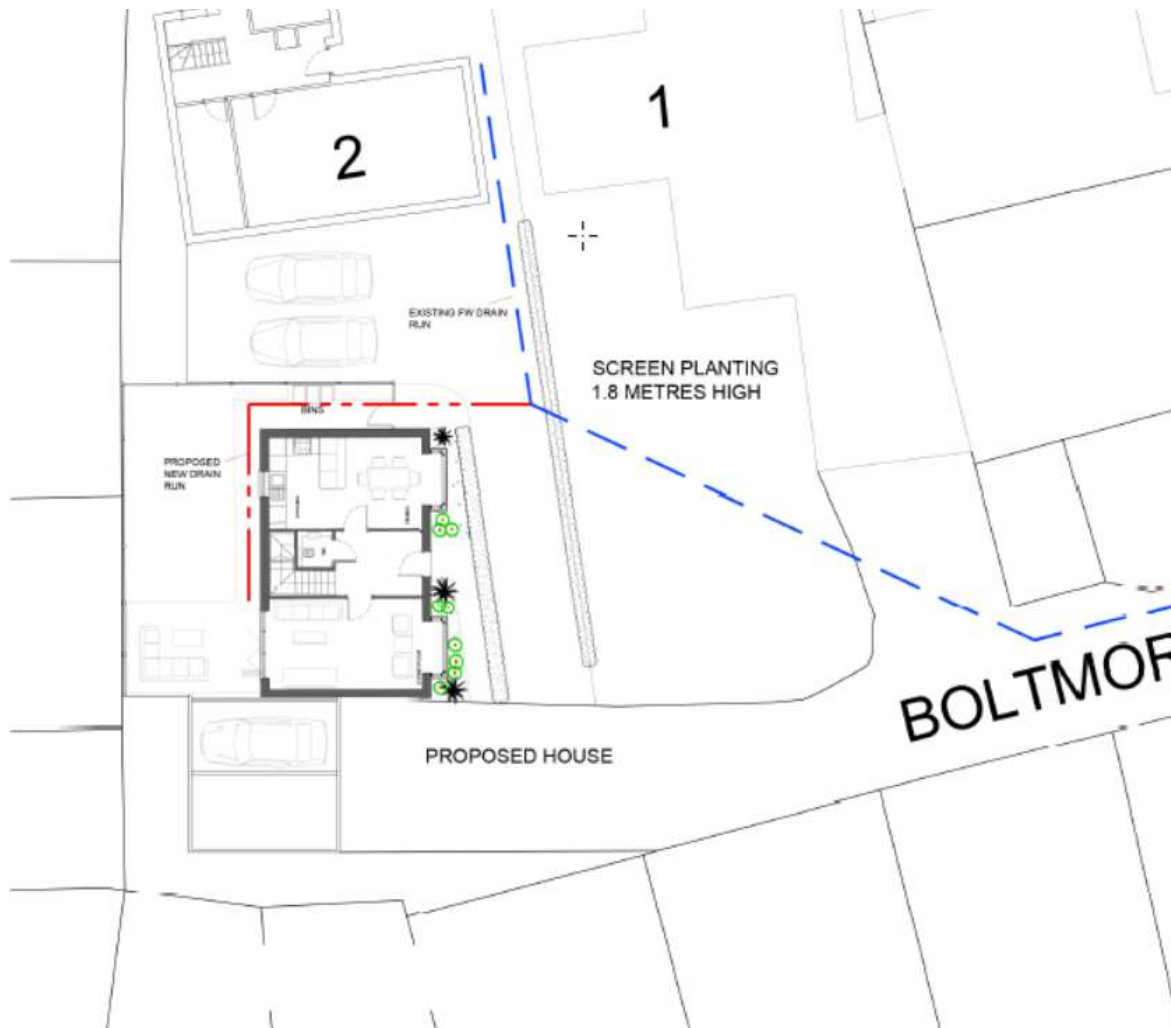 1
2
EXISTING FW DRAIN
RUN
SCREEN PLANTING
1.8 METRES HIGH
BINS
PROPOSED
NEW DRAIN
RUN
BOLTMOR
PROPOSED HOUSE